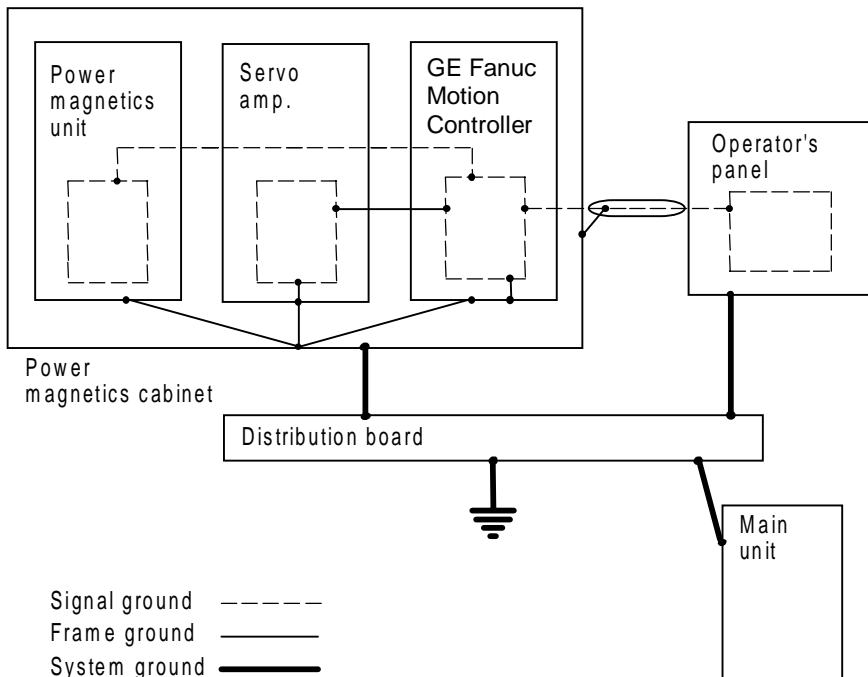 Power
magnetics
unit
Servo
amp.
GE Fanuc
Motion
Controller
Operator's
panel
Power
magnetics cabinet
Distribution board
Main
unit
Signal ground
Frame ground
System ground